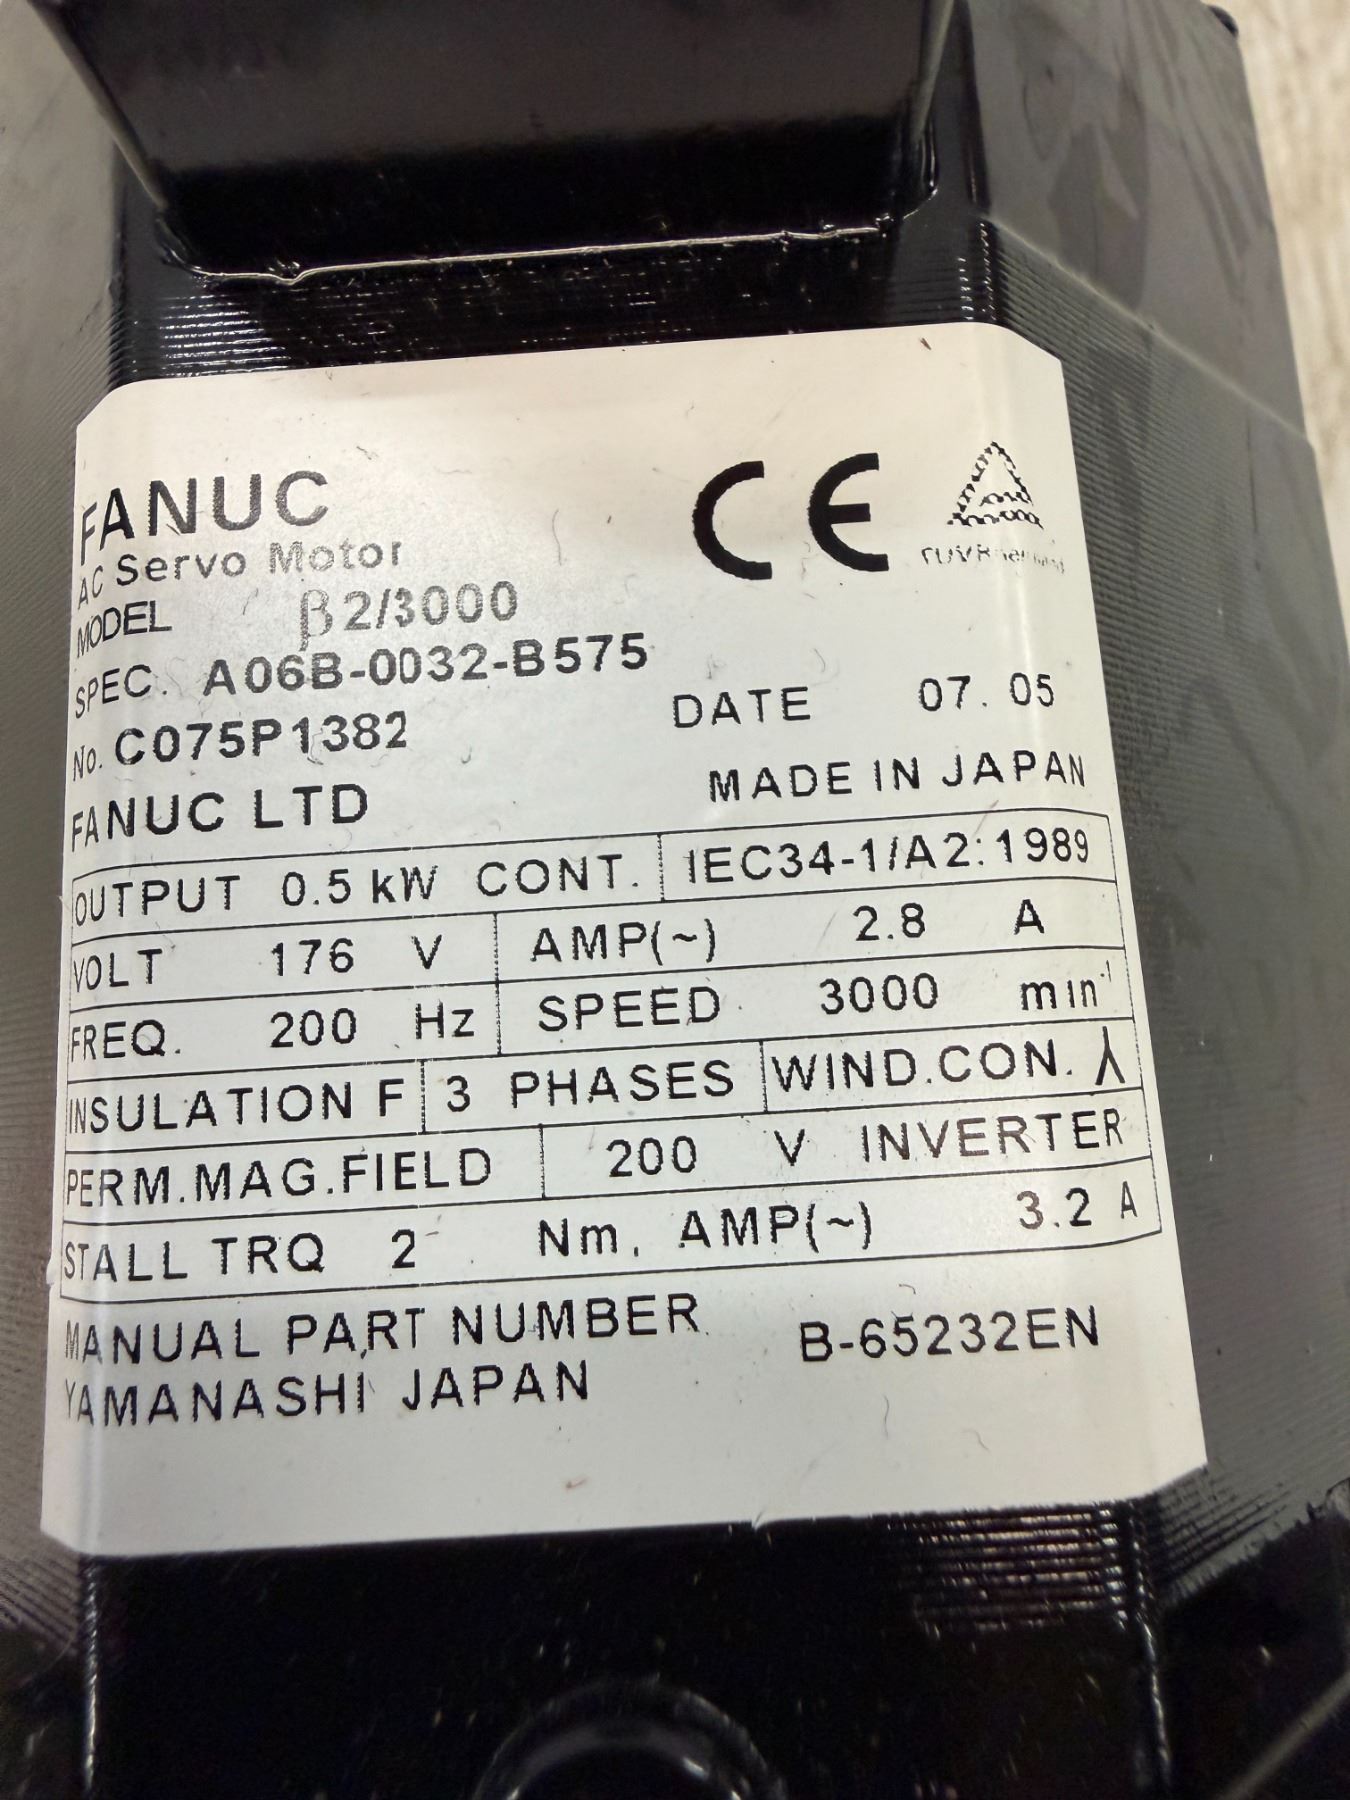 FANUC
AC Servo Motor
MODEL β2/3000
SPEC. A06B-0032-B575
No. C075P1382
DATE 07. 05
FANUC LTD
MADE IN JAPAN
CE
OUTPUT 0.5 kW CONT. IEC34-1/A2:1989
VOLT 176 V AMP(~) 2.8 A
FREQ. 200 Hz SPEED 3000 min⁻¹
INSULATION F 3 PHASES WIND.CON. ⅄
PERM.MAG.FIELD 200 V INVERTER
STALL TRQ 2 Nm, AMP(~) 3.2 A
MANUAL PART NUMBER B-65232EN
YAMANASHI JAPAN